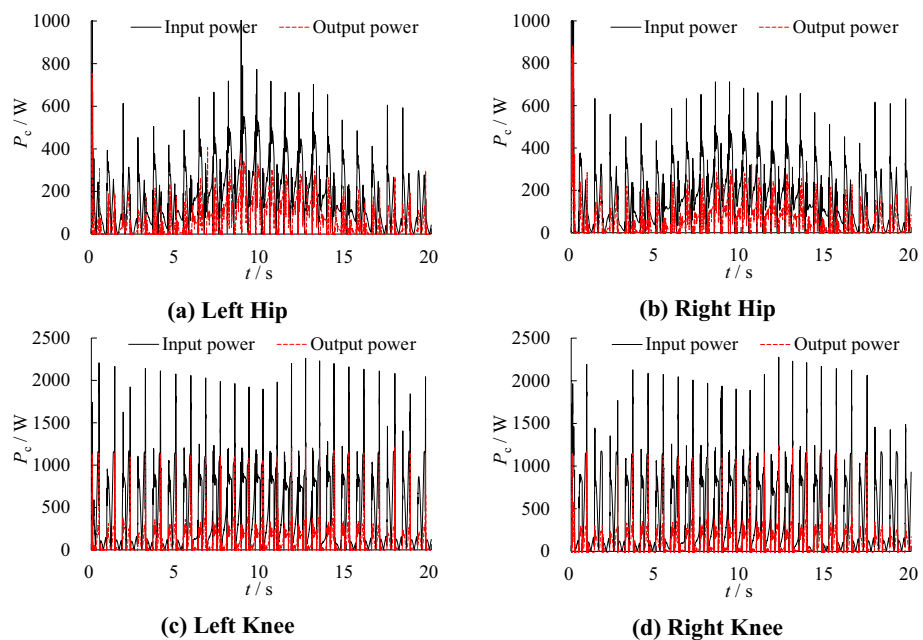 Input power Output power
Input power Output power
1000
800
600
400
200
0
P_c / W
0 5 10 15 20
t / s
1000
800
600
400
200
0
P_c / W
0 5 10 15 20
t / s
(a) Left Hip
(b) Right Hip
Input power Output power
Input power Output power
2500
2000
1500
1000
500
0
P_c / W
0 5 10 15 20
t / s
2500
2000
1500
1000
500
0
P_c / W
0 5 10 15 20
t / s
(c) Left Knee
(d) Right Knee